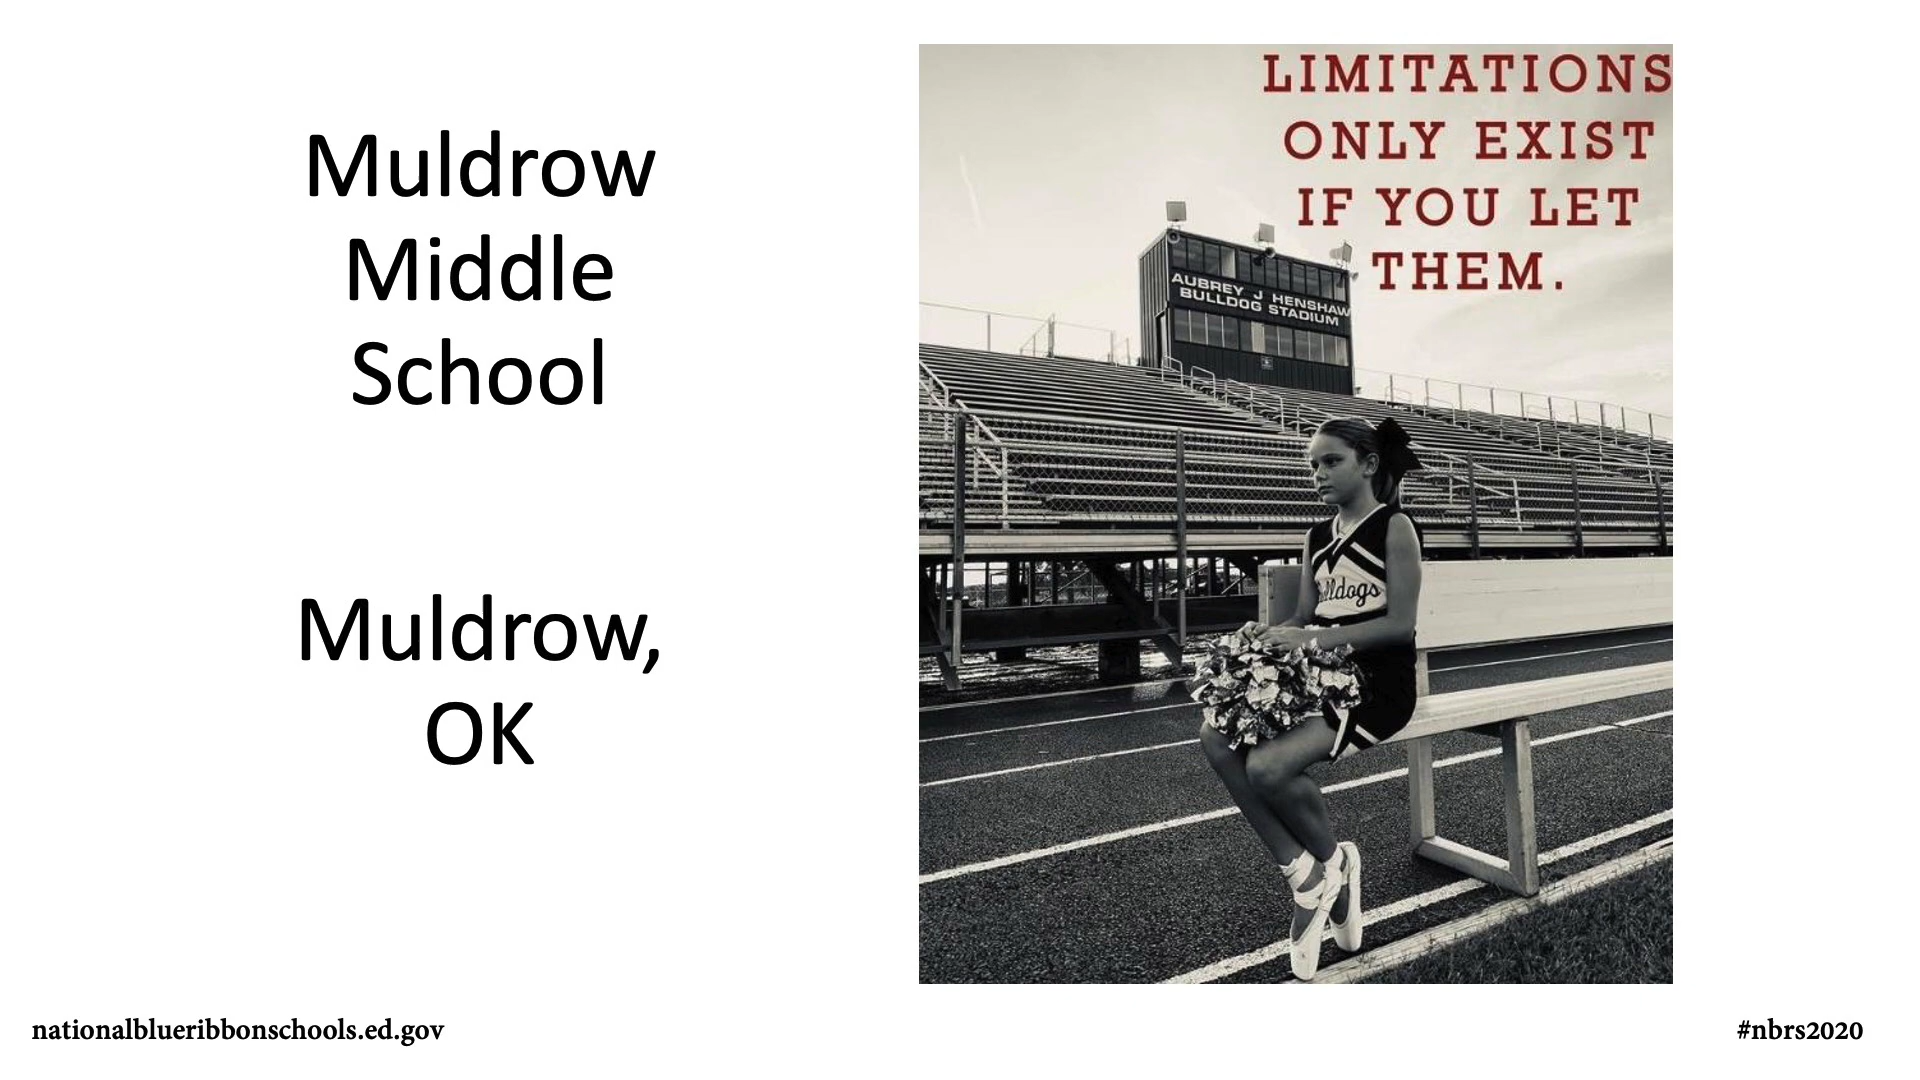 Muldrow
Middle
School
Muldrow,
OK
LIMITATIONS
ONLY EXIST
IF YOU LET
THEM.
AUBREY J HENSHAW
BULLDOG STADIUM
nationalblueribbonschools.ed.gov
#nbrs2020